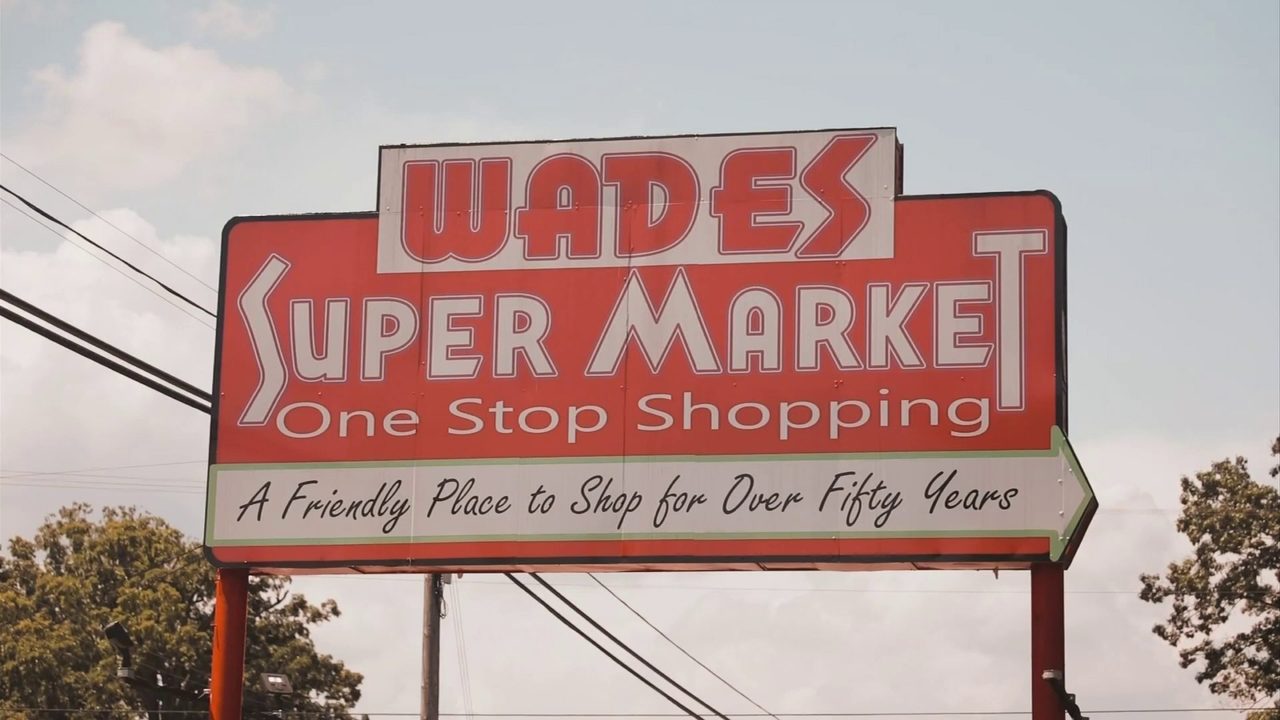 WADES
SUPER MARKET
One Stop Shopping
A Friendly Place to Shop for Over Fifty Years